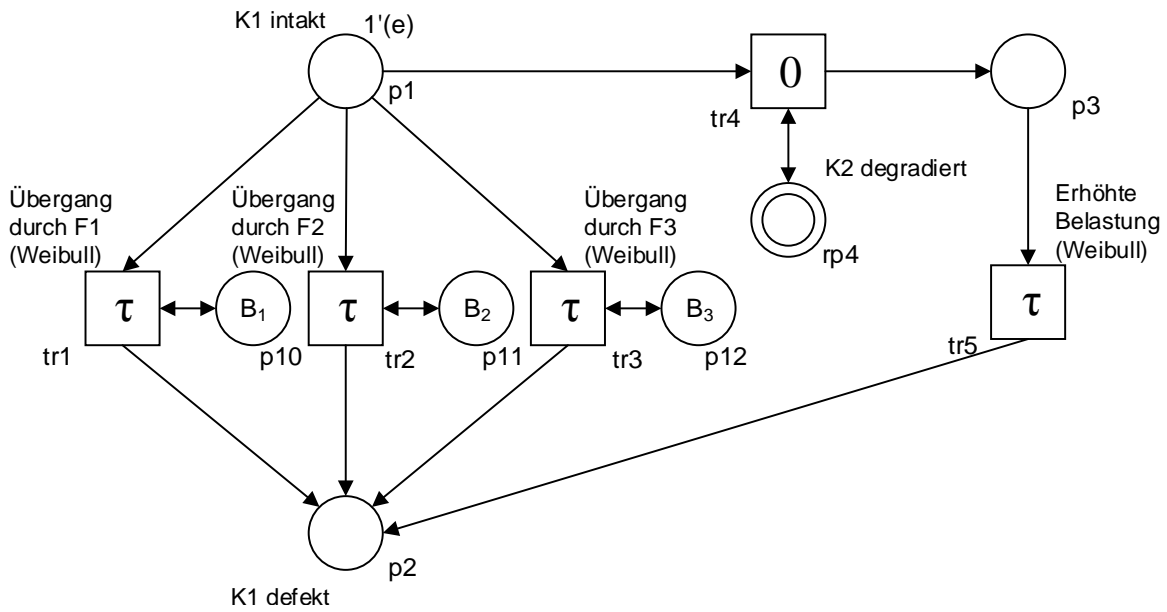 K1 intakt
1'(e)
p1
0
tr4
p3
K2 degradiert
rp4
Übergang
durch F1
(Weibull)
Übergang
durch F2
(Weibull)
Übergang
durch F3
(Weibull)
Erhöhte
Belastung
(Weibull)
τ
B₁
τ
B₂
τ
B₃
τ
tr1
p10
tr2
p11
tr3
p12
tr5
p2
K1 defekt